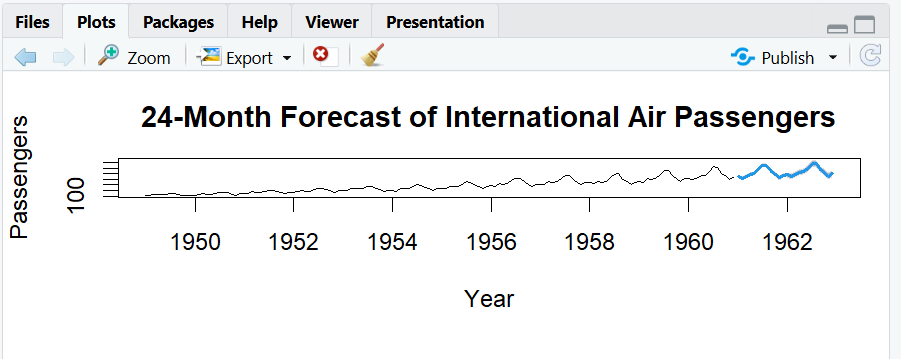 Files Plots Packages Help Viewer Presentation
Zoom Export Publish
24-Month Forecast of International Air Passengers
Passengers
100
1950 1952 1954 1956 1958 1960 1962
Year